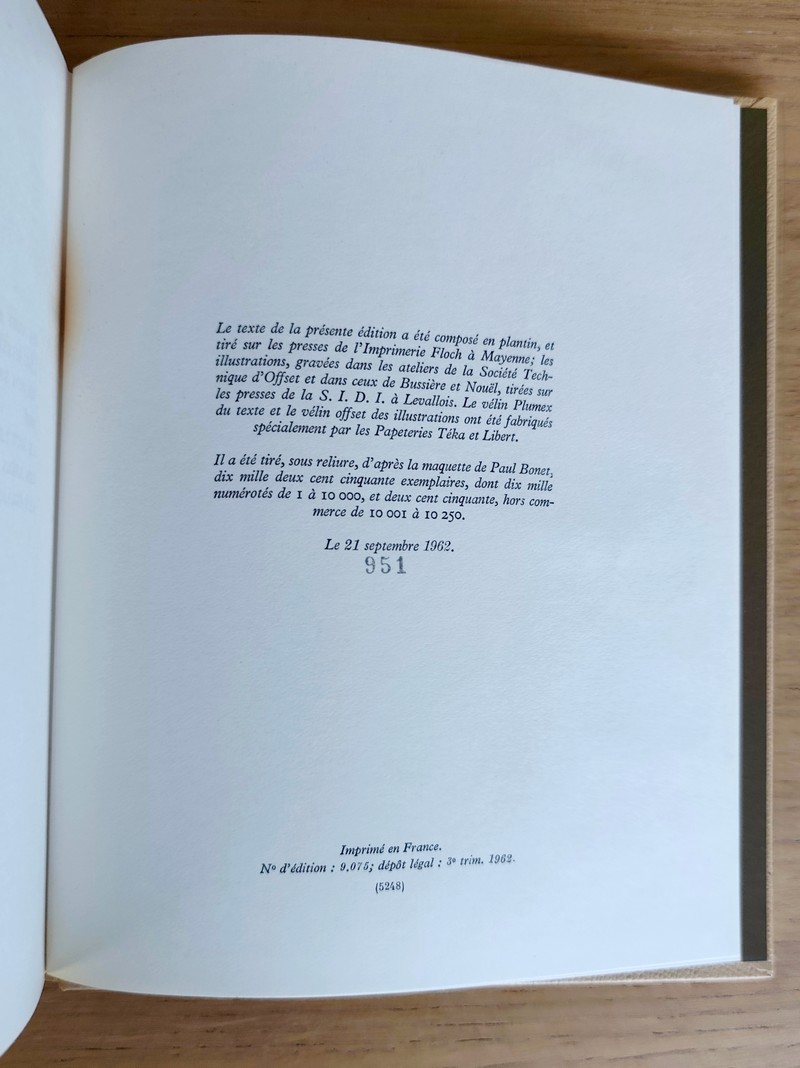 Le texte de la présente édition a été composé en plantin, et
tiré sur les presses de l'Imprimerie Floch à Mayenne; les
illustrations, gravées dans les ateliers de la Société Tech-
nique d'Offset et dans ceux de Bussière et Nouël, tirées sur
les presses de la S. I. D. I. à Levallois. Le vélin Plumex
du texte et le vélin offset des illustrations ont été fabriqués
spécialement par les Papeteries Téka et Libert.
Il a été tiré, sous reliure, d'après la maquette de Paul Bonet,
dix mille deux cent cinquante exemplaires, dont dix mille
numérotés de 1 à 10 000, et deux cent cinquante, hors com-
merce de 10 001 à 10 250.
Le 21 septembre 1962.
951
Imprimé en France.
Nº d'édition : 9.075; dépôt légal : 3e trim. 1962.
(5248)